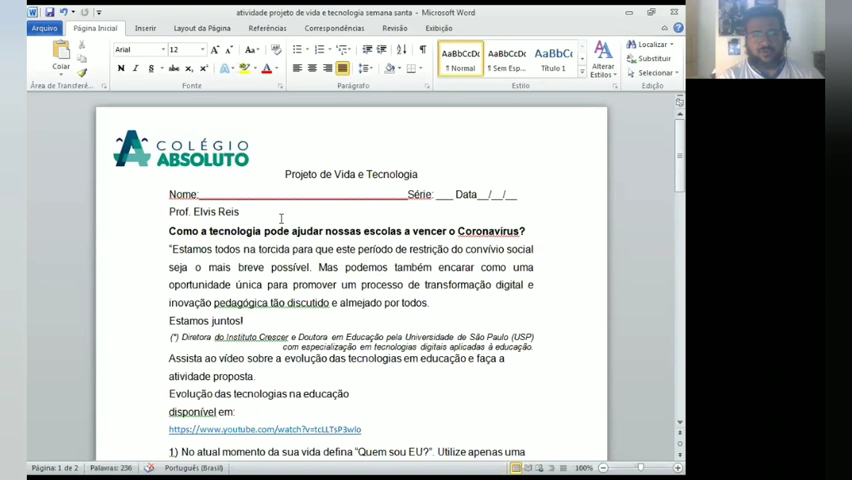 atividade projeto de vida e tecnologia semana santa - Microsoft Word
Arquivo Página Inicial Inserir Layout da Página Referências Correspondências Revisão Exibição
Arial 12
Colar
N I S abc x₂ x²
AaBbCcDc AaBbCcDc AaBbCc
¶ Normal ¶ Sem Esp... Título 1
Alterar Estilos
Localizar
Substituir
Selecionar
Área de Transferê... Fonte Parágrafo Estilo Edição
COLÉGIO
ABSOLUTO
Projeto de Vida e Tecnologia
Nome:________________________________________Série: ___ Data__/__/__
Prof. Elvis Reis
Como a tecnologia pode ajudar nossas escolas a vencer o Coronavírus?
“Estamos todos na torcida para que este período de restrição do convívio social
seja o mais breve possível. Mas podemos também encarar como uma
oportunidade única para promover um processo de transformação digital e
inovação pedagógica tão discutido e almejado por todos.
Estamos juntos!
(*) Diretora do Instituto Crescer e Doutora em Educação pela Universidade de São Paulo (USP)
com especialização em tecnologias digitais aplicadas à educação.
Assista ao vídeo sobre a evolução das tecnologias em educação e faça a
atividade proposta.
Evolução das tecnologias na educação
disponível em:
https://www.youtube.com/watch?v=tcLLTsP3wlo
1) No atual momento da sua vida defina “Quem sou EU?”. Utilize apenas uma
Página: 1 de 2 Palavras: 236 Português (Brasil) 100%